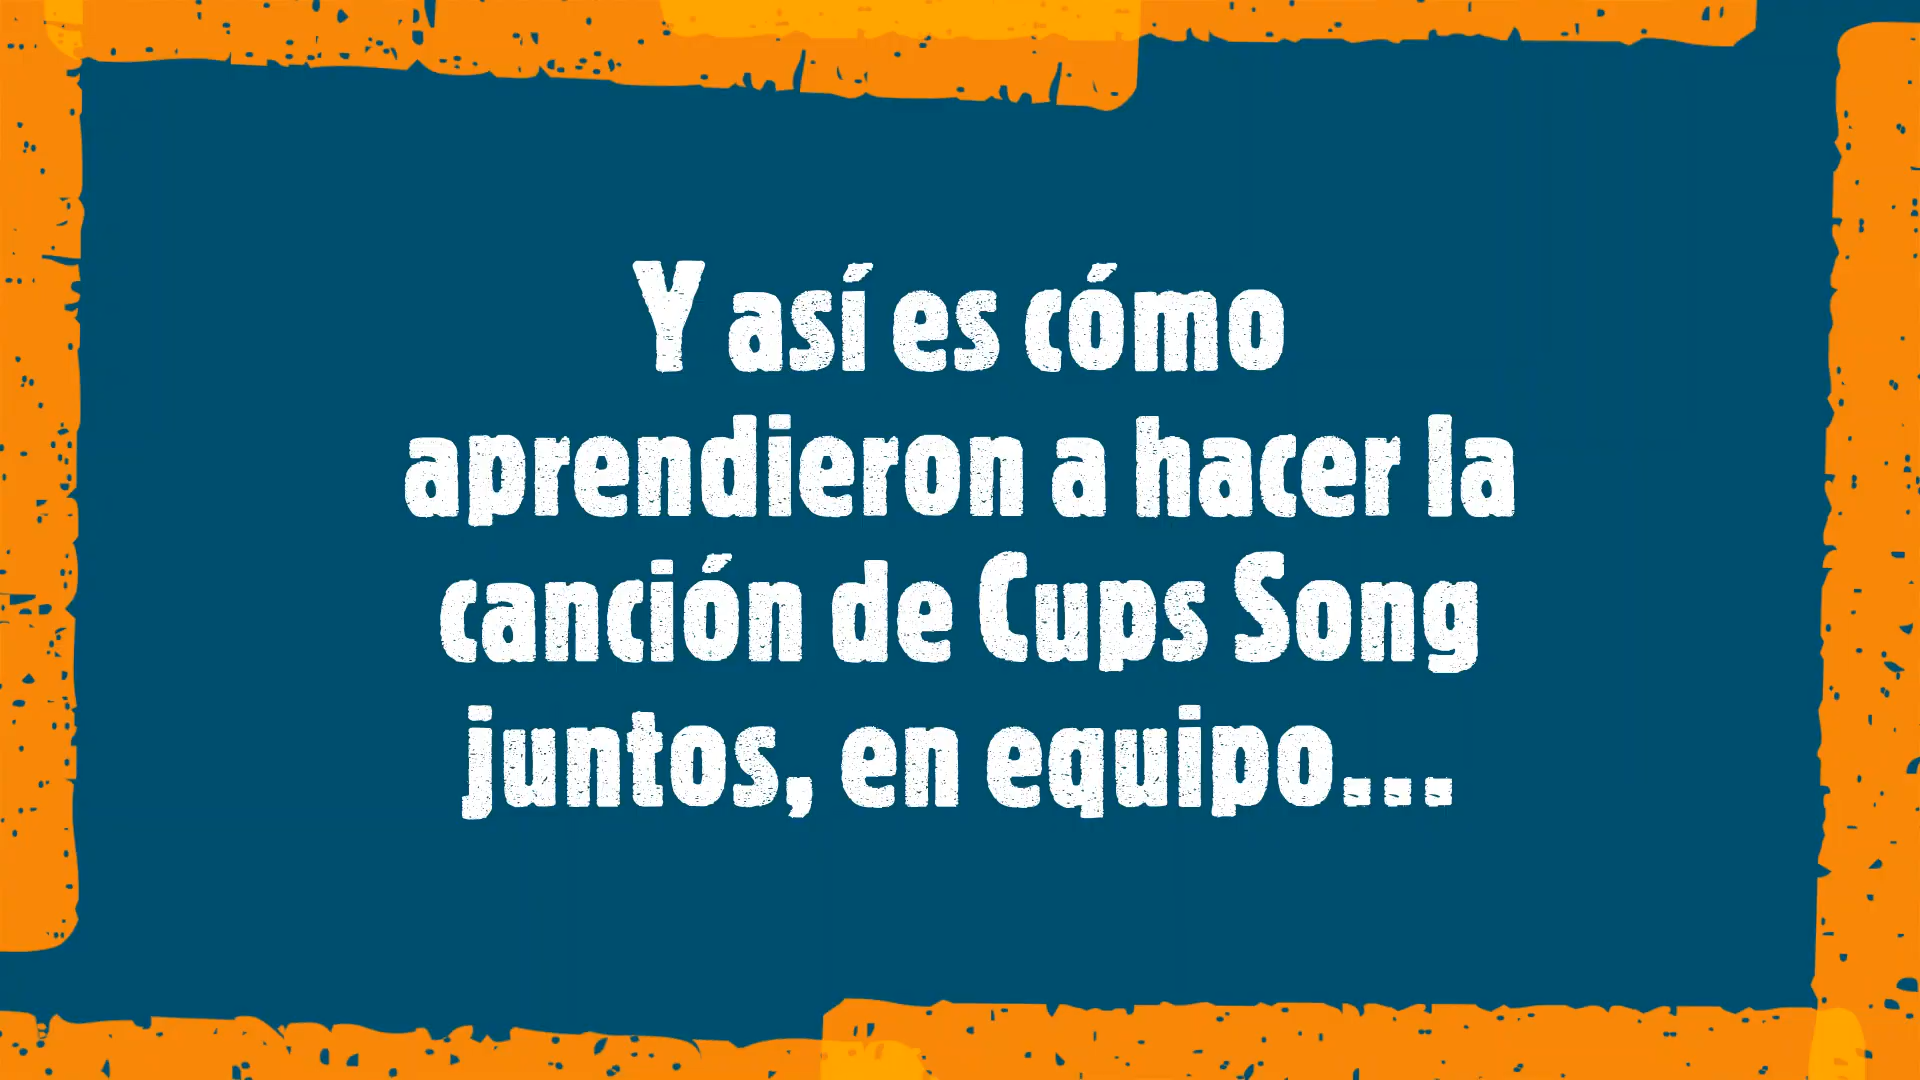 Y así es cómo
aprendieron a hacer la
canción de Cups Song
juntos, en equipo...